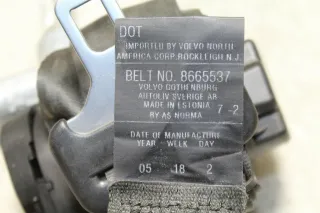 DOT
IMPORTED BY VOLVO NORTH
AMERICA CORP. ROCKLEIGH N.J.
BELT NO. 8665537
VOLVO GOTHENBURG
AUTOLIV SVERIGE AB
MADE IN ESTONIA 7 -2
BY AS NORMA
DATE OF MANUFACTURE
YEAR WEEK DAY
05 18 2